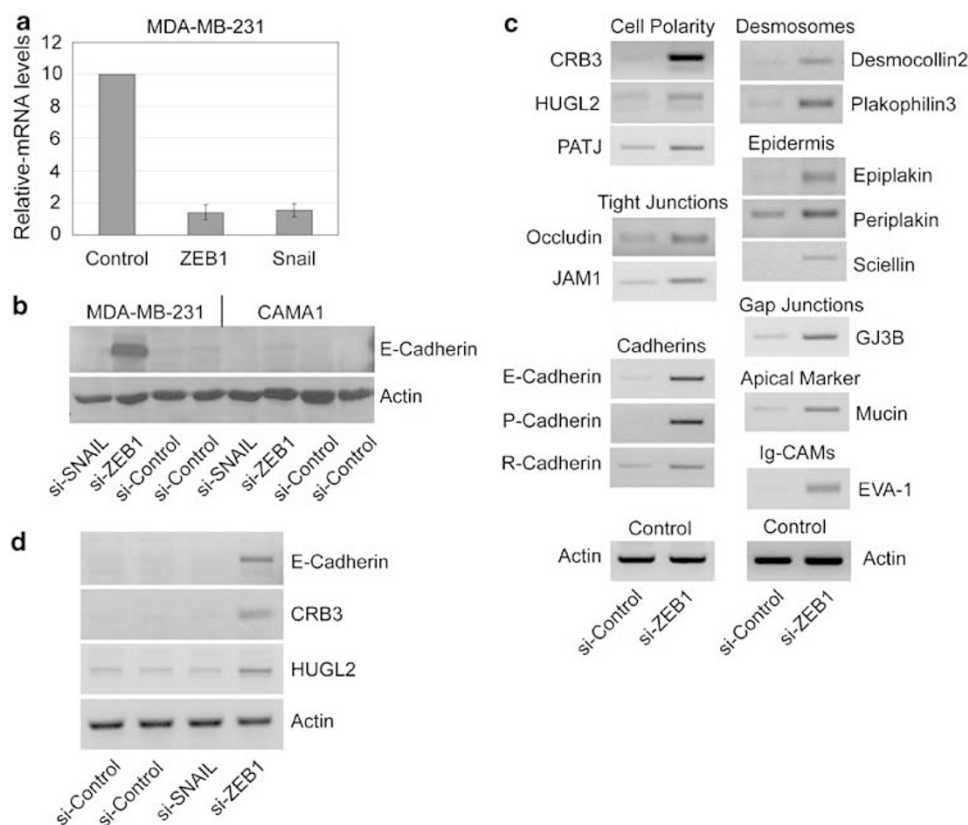 a
MDA-MB-231
Relative-mRNA levels
12
10
8
6
4
2
0
Control
ZEB1
Snail
b
MDA-MB-231
CAMA1
E-Cadherin
Actin
si-SNAIL
si-ZEB1
si-Control
si-Control
si-SNAIL
si-ZEB1
si-Control
si-Control
d
E-Cadherin
CRB3
HUGL2
Actin
si-Control
si-Control
si-SNAIL
si-ZEB1
c
Cell Polarity
CRB3
HUGL2
PATJ
Tight Junctions
Occludin
JAM1
Cadherins
E-Cadherin
P-Cadherin
R-Cadherin
Control
Actin
si-Control
si-ZEB1
Desmosomes
Desmocollin2
Plakophilin3
Epidermis
Epiplakin
Periplakin
Sciellin
Gap Junctions
GJ3B
Apical Marker
Mucin
Ig-CAMs
EVA-1
Control
Actin
si-Control
si-ZEB1